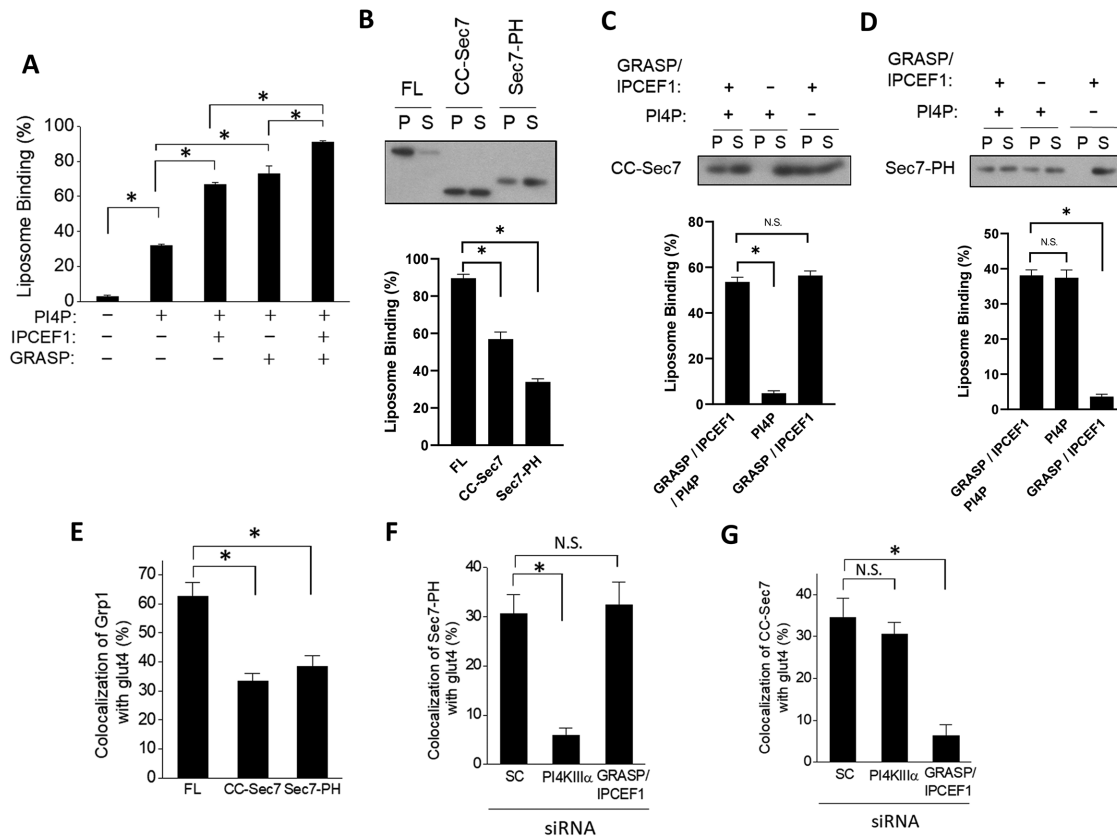 A
Liposome Binding (%)
100
80
60
40
20
0
* * * * *
PI4P: – + + + +
IPCEF1: – – + – +
GRASP: – – – + +
B
FL CC-Sec7 Sec7-PH
P S P S P S
Liposome Binding (%)
100
80
60
40
20
0
* *
FL CC-Sec7 Sec7-PH
C
GRASP/
IPCEF1: + – +
PI4P: + + –
P S P S P S
CC-Sec7
Liposome Binding (%)
80
60
40
20
0
N.S.
*
GRASP / IPCEF1
/ PI4P
PI4P
GRASP / IPCEF1
D
GRASP/
IPCEF1: + – +
PI4P: + + –
P S P S P S
Sec7-PH
Liposome Binding (%)
50
40
30
20
10
0
*
N.S.
GRASP / IPCEF1
PI4P
PI4P
GRASP / IPCEF1
E
Colocalization of Grp1
with glut4 (%)
70
60
50
40
30
20
10
0
*
*
FL CC-Sec7 Sec7-PH
F
Colocalization of Sec7-PH
with glut4 (%)
40
30
20
10
0
N.S.
*
SC PI4KIIIα GRASP/
IPCEF1
siRNA
G
Colocalization of CC-Sec7
with glut4 (%)
40
30
20
10
0
*
N.S.
SC PI4KIIIα GRASP/
IPCEF1
siRNA